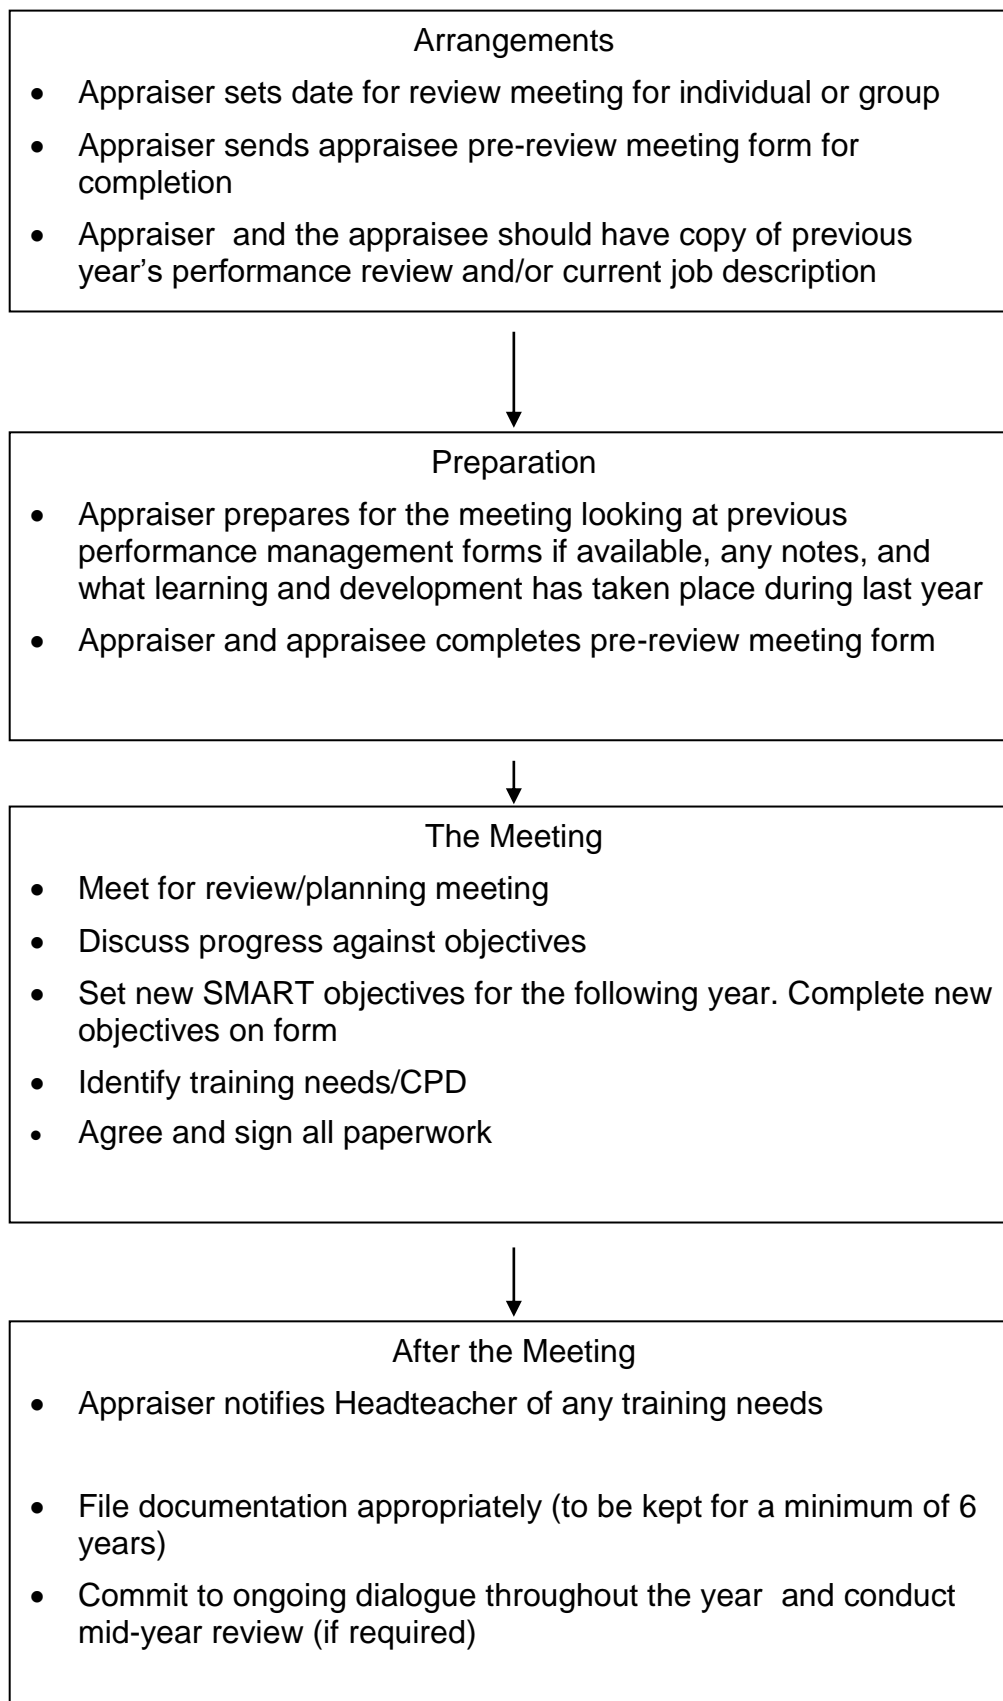 Arrangements
• Appraiser sets date for review meeting for individual or group
• Appraiser sends appraisee pre-review meeting form for
completion
• Appraiser  and the appraisee should have copy of previous
year’s performance review and/or current job description
Preparation
• Appraiser prepares for the meeting looking at previous
performance management forms if available, any notes, and
what learning and development has taken place during last year
• Appraiser and appraisee completes pre-review meeting form
The Meeting
• Meet for review/planning meeting
• Discuss progress against objectives
• Set new SMART objectives for the following year. Complete new
objectives on form
• Identify training needs/CPD
• Agree and sign all paperwork
After the Meeting
• Appraiser notifies Headteacher of any training needs
• File documentation appropriately (to be kept for a minimum of 6
years)
• Commit to ongoing dialogue throughout the year  and conduct
mid-year review (if required)